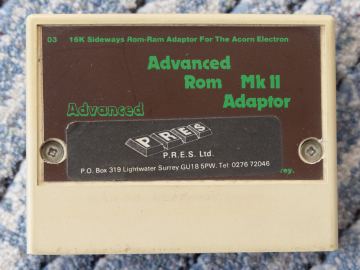 03 16K Sideways Rom-Ram Adaptor For The Acorn Electron
Advanced
Rom Mk II
Adaptor
Advanced
PRES
P.R.E.S. Ltd.
P.O. Box 319 Lightwater Surrey GU18 5PW. Tel 0276 72046